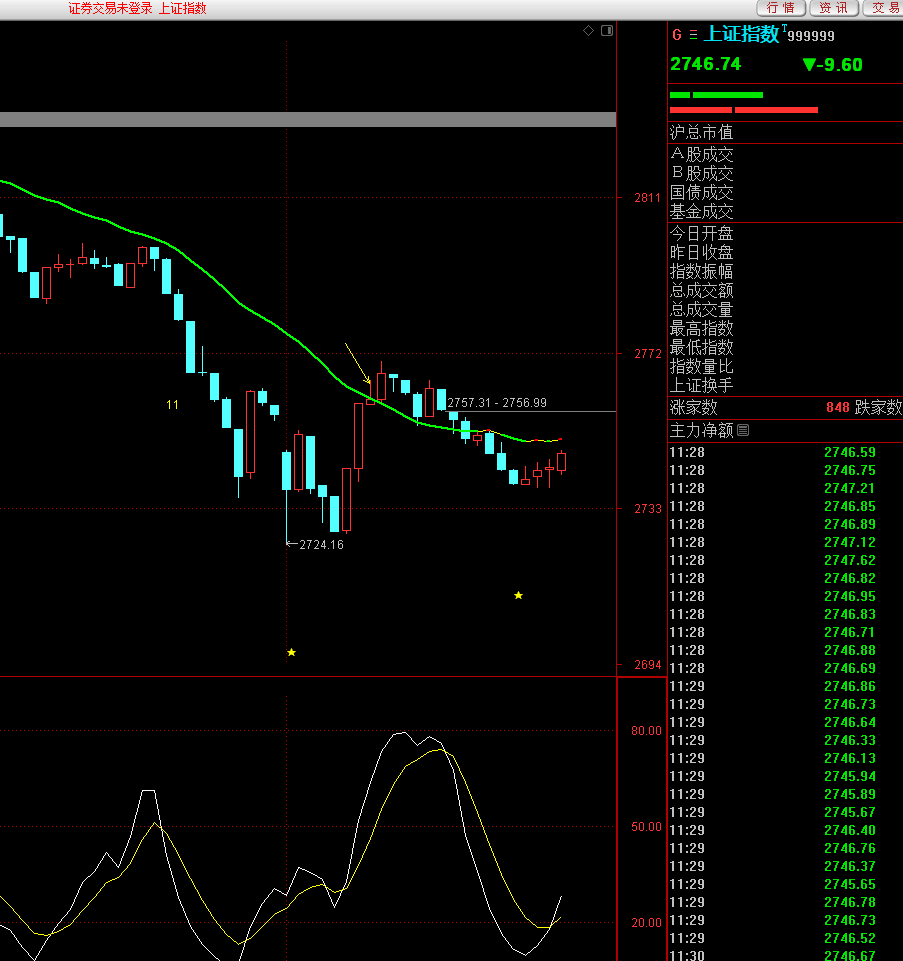 证券交易未登录 上证指数
行 情
资 讯
交 易
G 上证指数 T 999999
2746.74 ▼-9.60
沪总市值
A股成交
B股成交
国债成交
基金成交
今日开盘
昨日收盘
指数振幅
总成交额
总成交量
最高指数
最低指数
指数量比
上证换手
涨家数 848 跌家数
主力净额
11:28 2746.59
11:28 2746.75
11:28 2747.21
11:28 2746.85
11:28 2746.89
11:28 2747.12
11:28 2747.62
11:28 2746.82
11:28 2746.95
11:28 2746.83
11:28 2746.71
11:28 2746.88
11:28 2746.69
11:29 2746.86
11:29 2746.73
11:29 2746.64
11:29 2746.33
11:29 2746.13
11:29 2745.94
11:29 2745.89
11:29 2745.67
11:29 2746.40
11:29 2746.76
11:29 2746.37
11:29 2745.65
11:29 2746.78
11:29 2746.73
11:29 2746.52
11:30 2746.67
2811
2772
2757.31 - 2756.99
11
2733
2724.16
2694
80.00
50.00
20.00